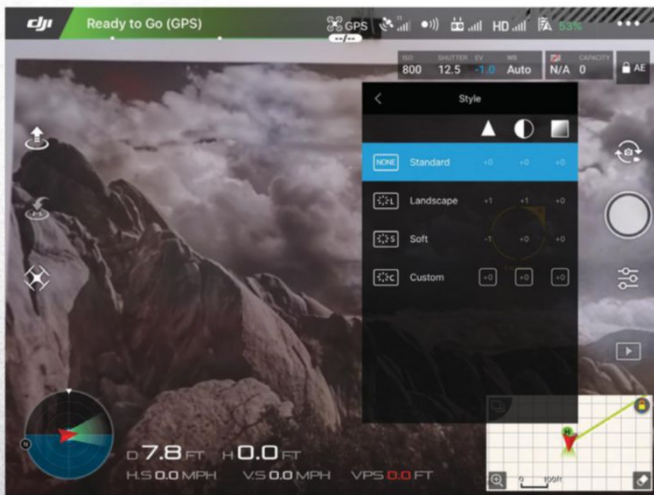 dji Ready to Go (GPS) GPS HD 53%
--/--
ISO SHUTTER EV WB CAPACITY
800 12.5 -1.0 Auto N/A 0 AE
Style
NONE Standard +0 +0 +0
L Landscape +1 +1 +0
S Soft -1 +0 +0
C Custom +0 +0 +0
H
N
D 7.8 FT H 0.0 FT
H.S 0.0 MPH V.S 0.0 MPH VPS 0.0 FT
0 100ft